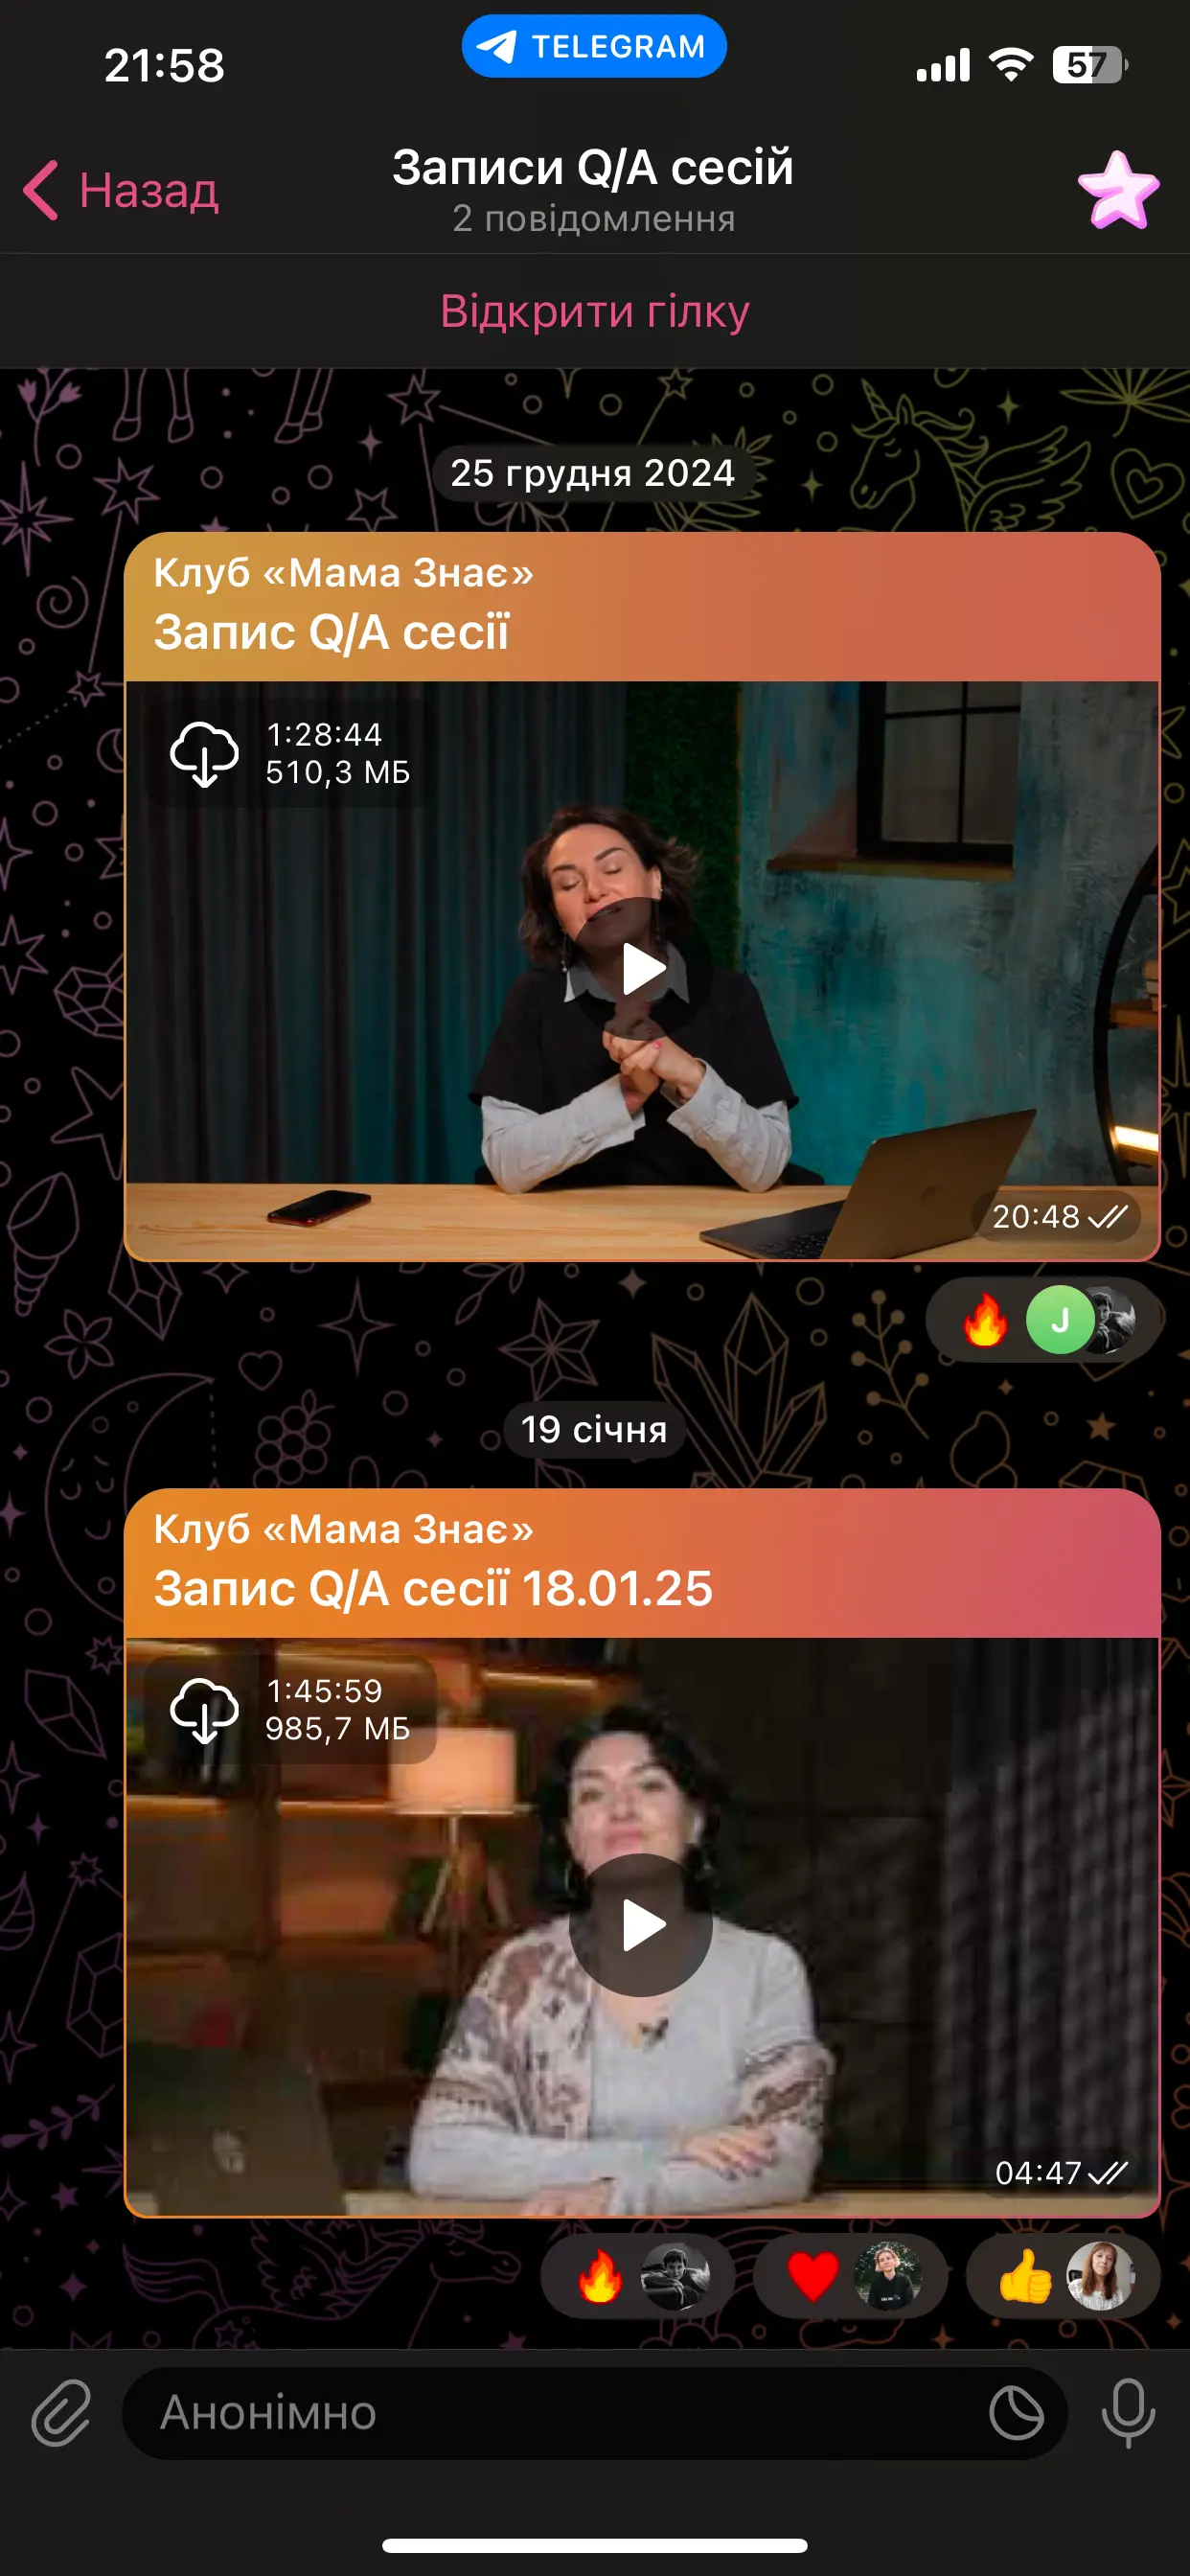 21:58
TELEGRAM
57
Назад
Записи Q/A сесій
2 повідомлення
Відкрити гілку
25 грудня 2024
Клуб «Мама Знає»
Запис Q/A сесії
1:28:44
510,3 МБ
20:48
J
19 січня
Клуб «Мама Знає»
Запис Q/A сесії 18.01.25
1:45:59
985,7 МБ
04:47
Анонімно